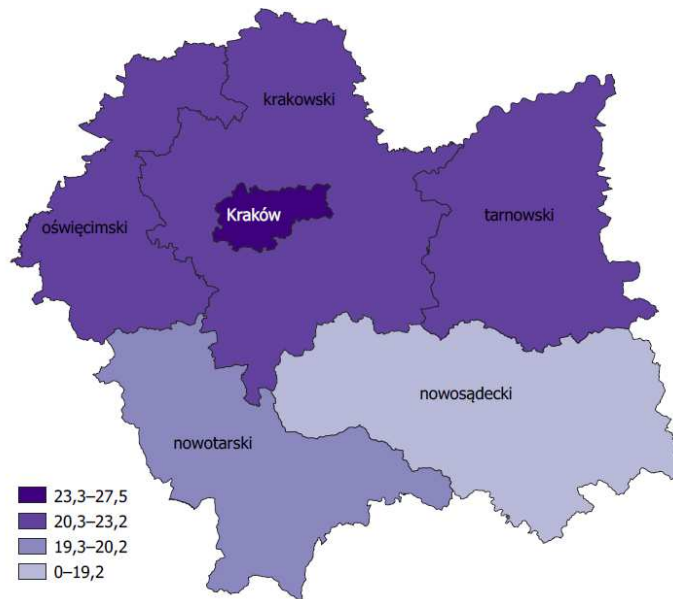 krakowski
Kraków
oświęcimski
tarnowski
nowosądecki
nowotarski
23,3–27,5
20,3–23,2
19,3–20,2
0–19,2